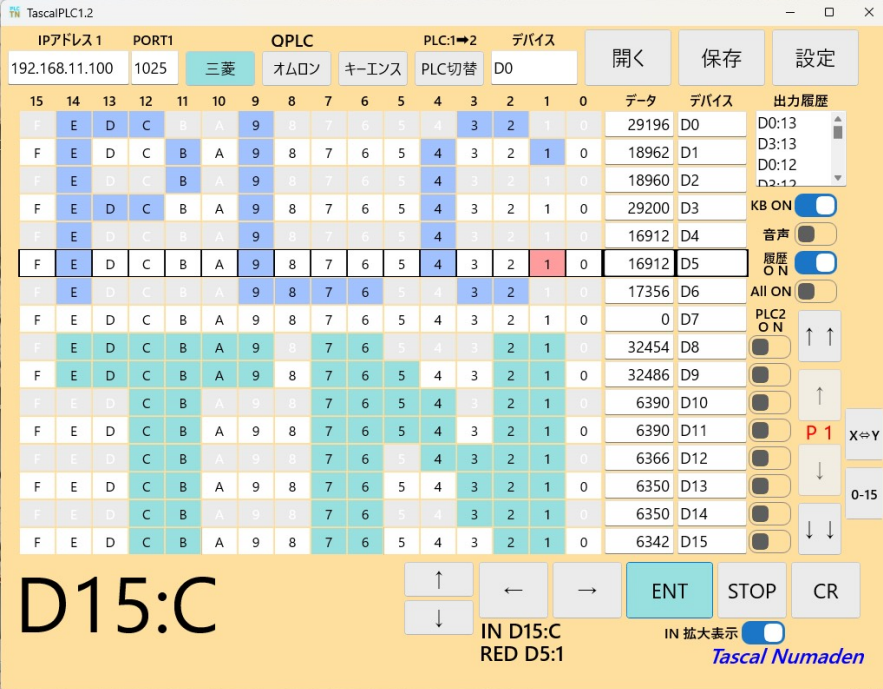 PLC TN TascalPLC1.2
IPアドレス 1 PORT1 QPLC PLC:1➡2 デバイス
192.168.11.100 1025 三菱 オムロン キーエンス PLC切替 D0 開く 保存 設定
15 14 13 12 11 10 9 8 7 6 5 4 3 2 1 0 データ デバイス 出力履歴
F E D C B A 9 8 7 6 5 4 3 2 1 0 29196 D0
F E D C B A 9 8 7 6 5 4 3 2 1 0 18962 D1
F E D C B A 9 8 7 6 5 4 3 2 1 0 18960 D2
F E D C B A 9 8 7 6 5 4 3 2 1 0 29200 D3
F E D C B A 9 8 7 6 5 4 3 2 1 0 16912 D4
F E D C B A 9 8 7 6 5 4 3 2 1 0 16912 D5
F E D C B A 9 8 7 6 5 4 3 2 1 0 17356 D6
F E D C B A 9 8 7 6 5 4 3 2 1 0 0 D7
F E D C B A 9 8 7 6 5 4 3 2 1 0 32454 D8
F E D C B A 9 8 7 6 5 4 3 2 1 0 32486 D9
F E D C B A 9 8 7 6 5 4 3 2 1 0 6390 D10
F E D C B A 9 8 7 6 5 4 3 2 1 0 6390 D11
F E D C B A 9 8 7 6 5 4 3 2 1 0 6366 D12
F E D C B A 9 8 7 6 5 4 3 2 1 0 6350 D13
F E D C B A 9 8 7 6 5 4 3 2 1 0 6350 D14
F E D C B A 9 8 7 6 5 4 3 2 1 0 6342 D15
D0:13
D3:13
D0:12
D3:12
KB ON
音声
履歴
O N
All ON
PLC2
O N
↑ ↑
↑
P 1
↓
↓ ↓
X⇔Y
0-15
D15:C
↑
↓
← → ENT STOP CR
IN D15:C
RED D5:1
IN 拡大表示
Tascal Numaden